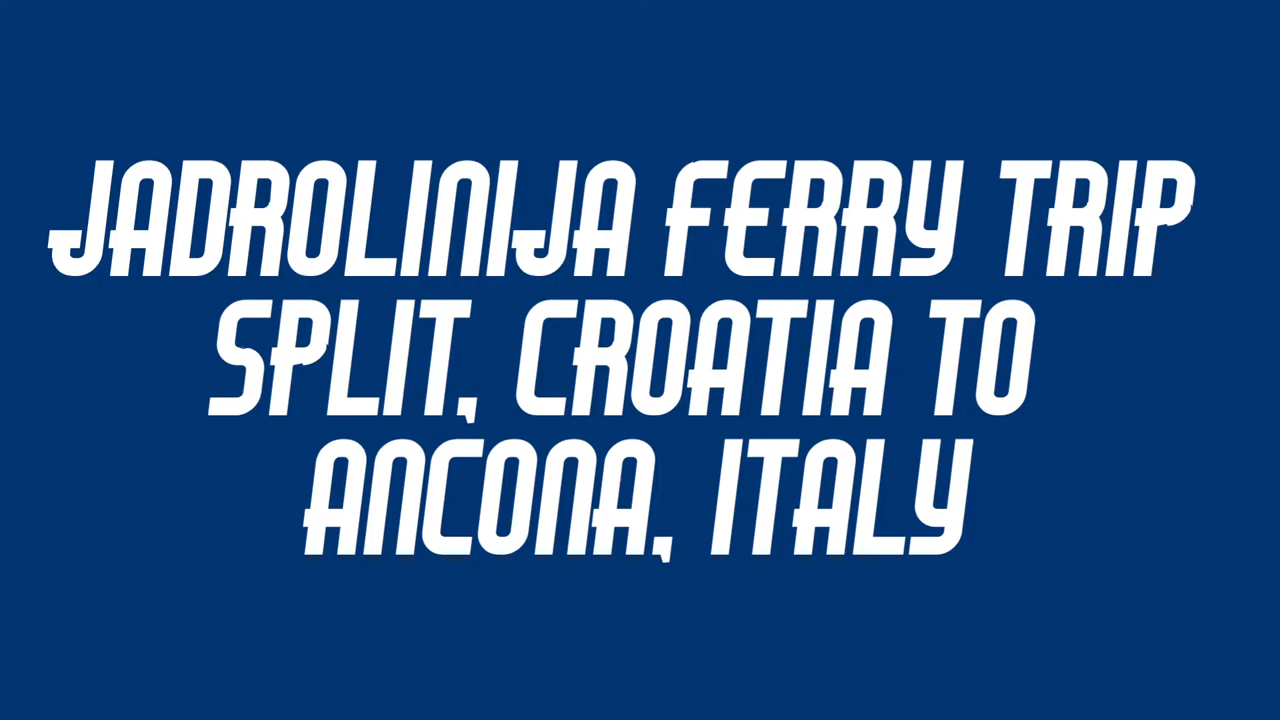 JADROLINIJA FERRY TRIP
SPLIT, CROATIA TO
ANCONA, ITALY